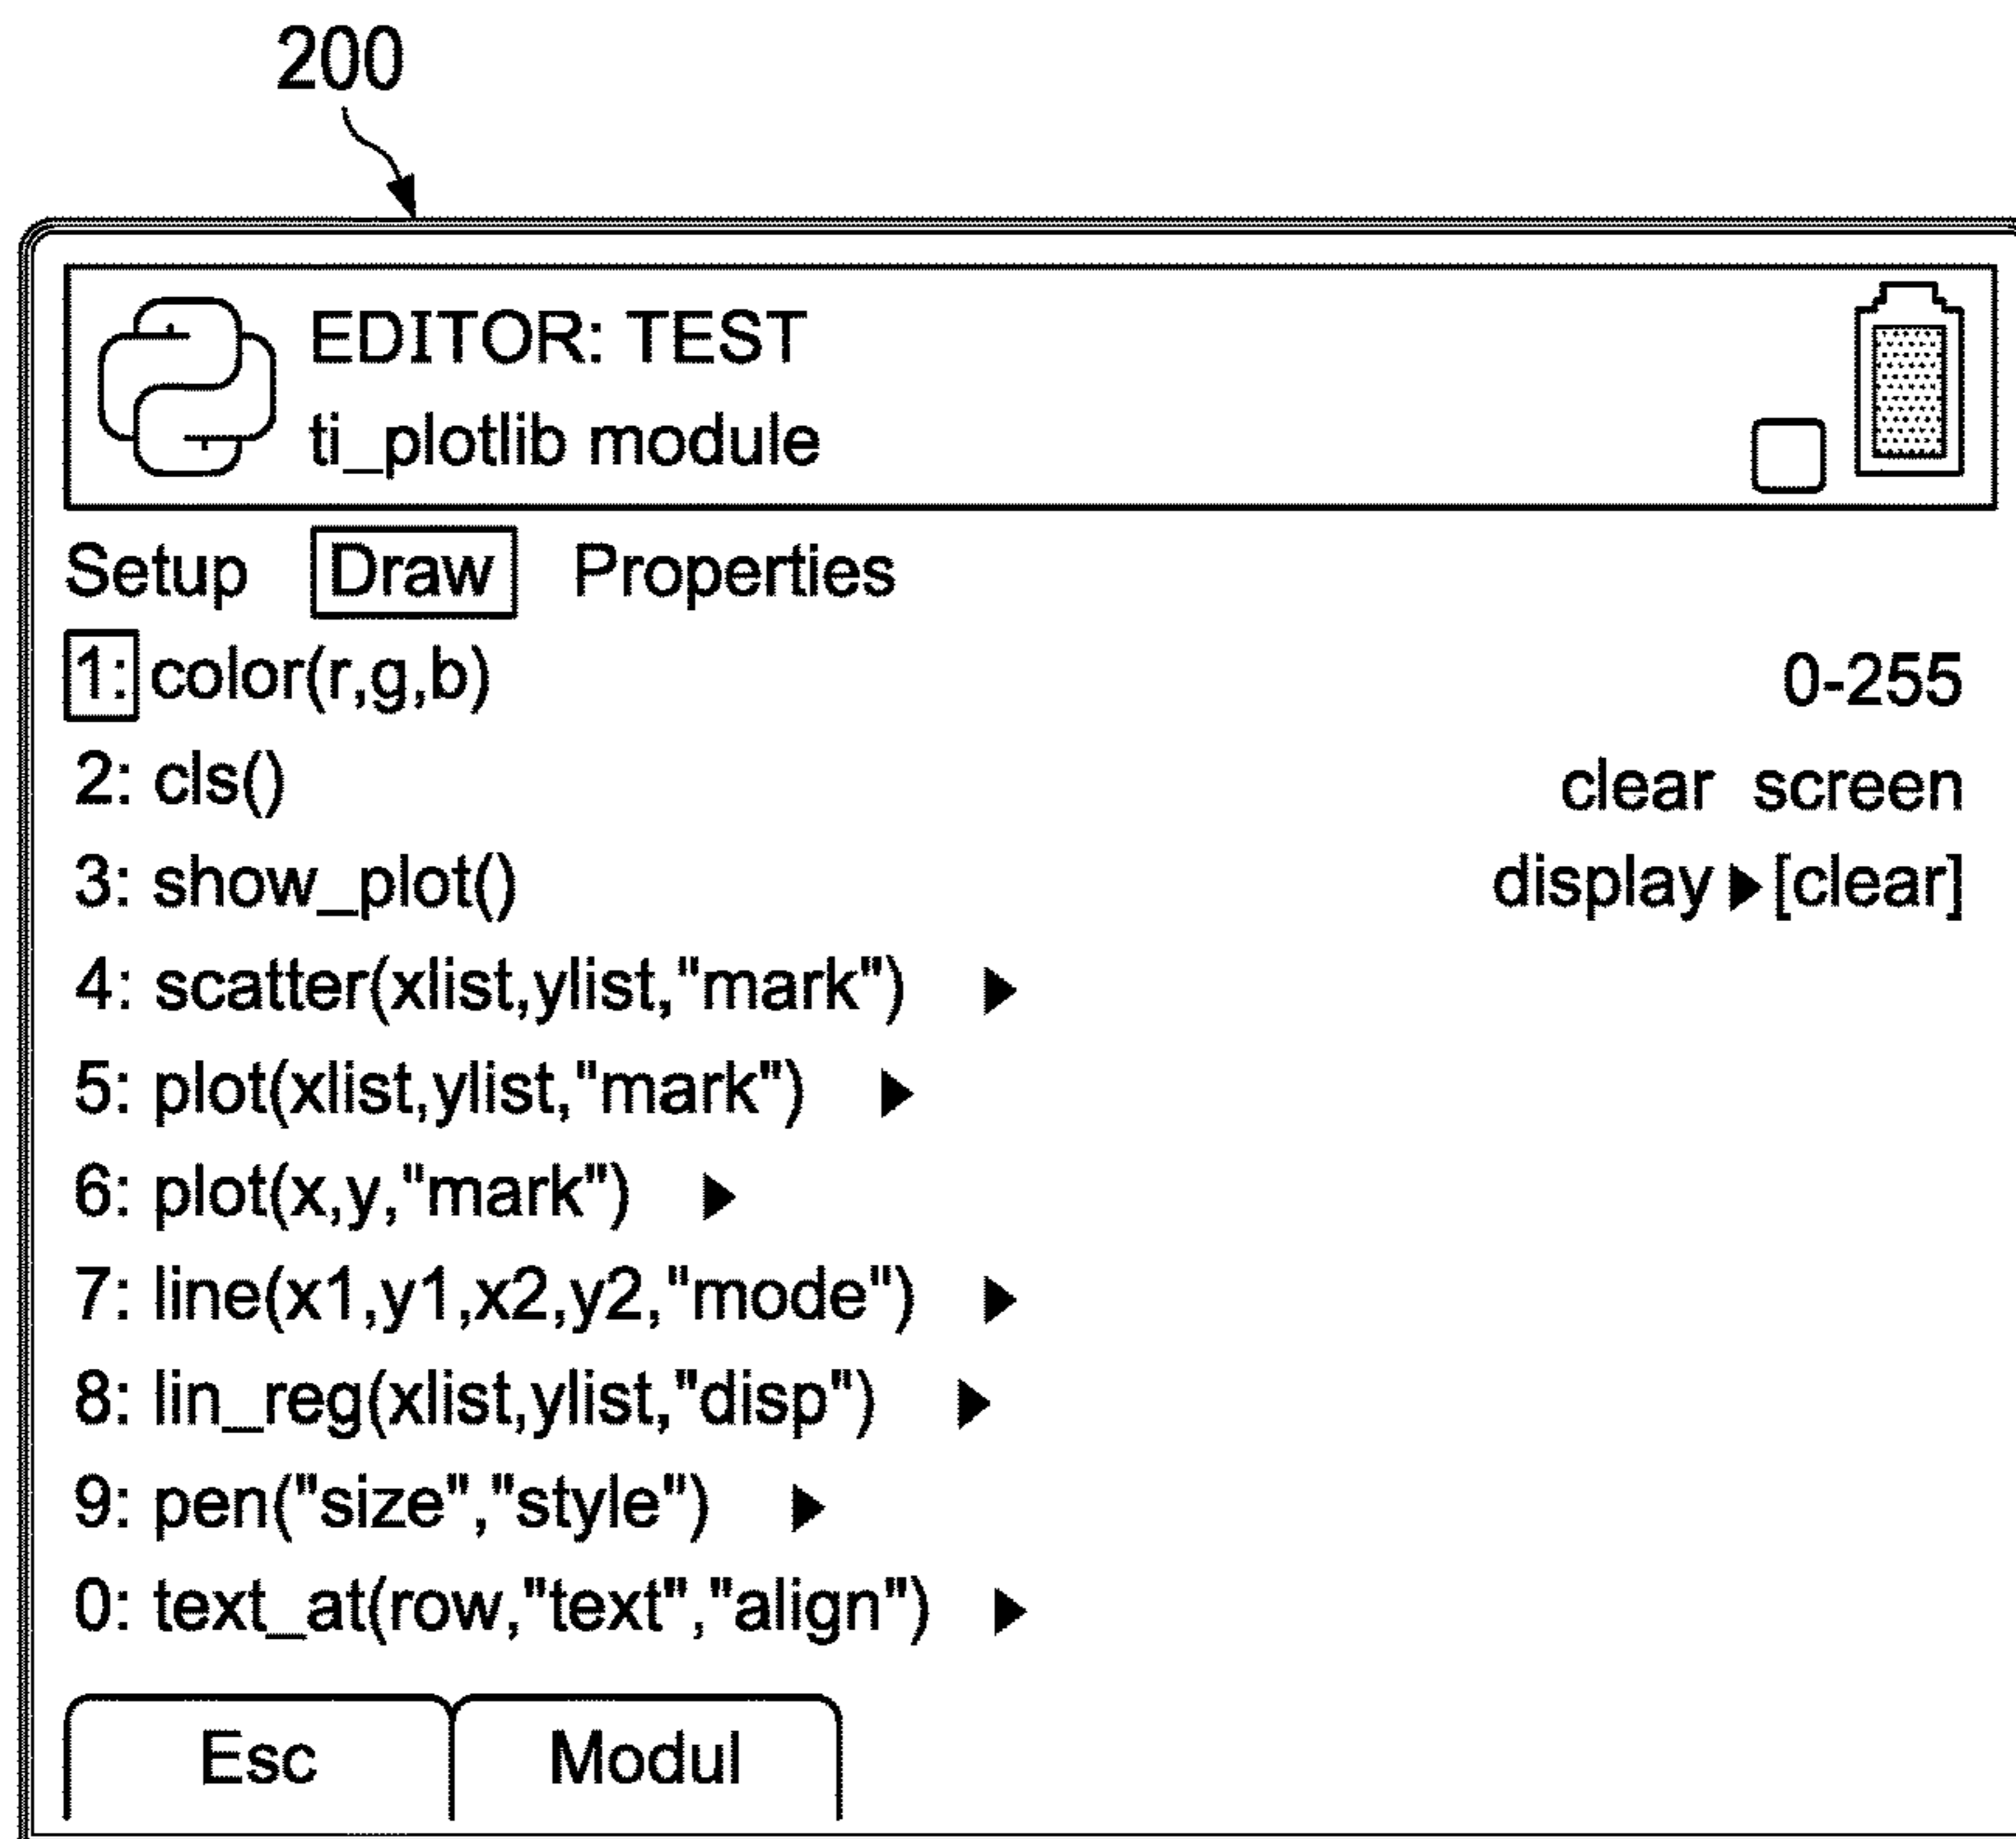 200
EDITOR: TEST
ti_plotlib module
Setup Draw Properties
1: color(r,g,b) 0-255
2: cls() clear screen
3: show_plot() display▶[clear]
4: scatter(xlist,ylist,"mark") ▶
5: plot(xlist,ylist,"mark") ▶
6: plot(x,y,"mark") ▶
7: line(x1,y1,x2,y2,"mode") ▶
8: lin_reg(xlist,ylist,"disp") ▶
9: pen("size","style") ▶
0: text_at(row,"text","align") ▶
Esc Modul